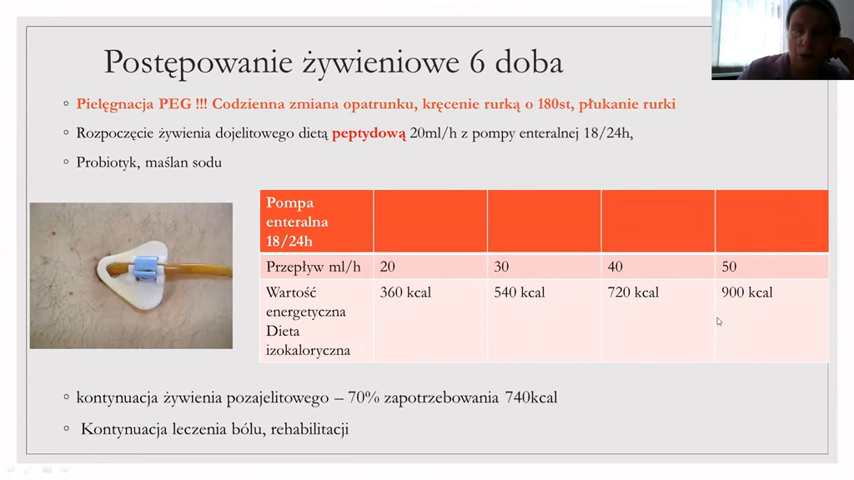 Postępowanie żywieniowe 6 doba
Pielęgnacja PEG !!! Codzienna zmiana opatrunku, kręcenie rurką o 180st, płukanie rurki
Rozpoczęcie żywienia dojelitowego dietą peptydową 20ml/h z pompy enteralnej 18/24h,
Probiotyk, maślan sodu
Pompa
enteralna
18/24h
Przepływ ml/h 20 30 40 50
Wartość 360 kcal 540 kcal 720 kcal 900 kcal
energetyczna
Dieta
izokaloryczna
kontynuacja żywienia pozajelitowego – 70% zapotrzebowania 740kcal
Kontynuacja leczenia bólu, rehabilitacji